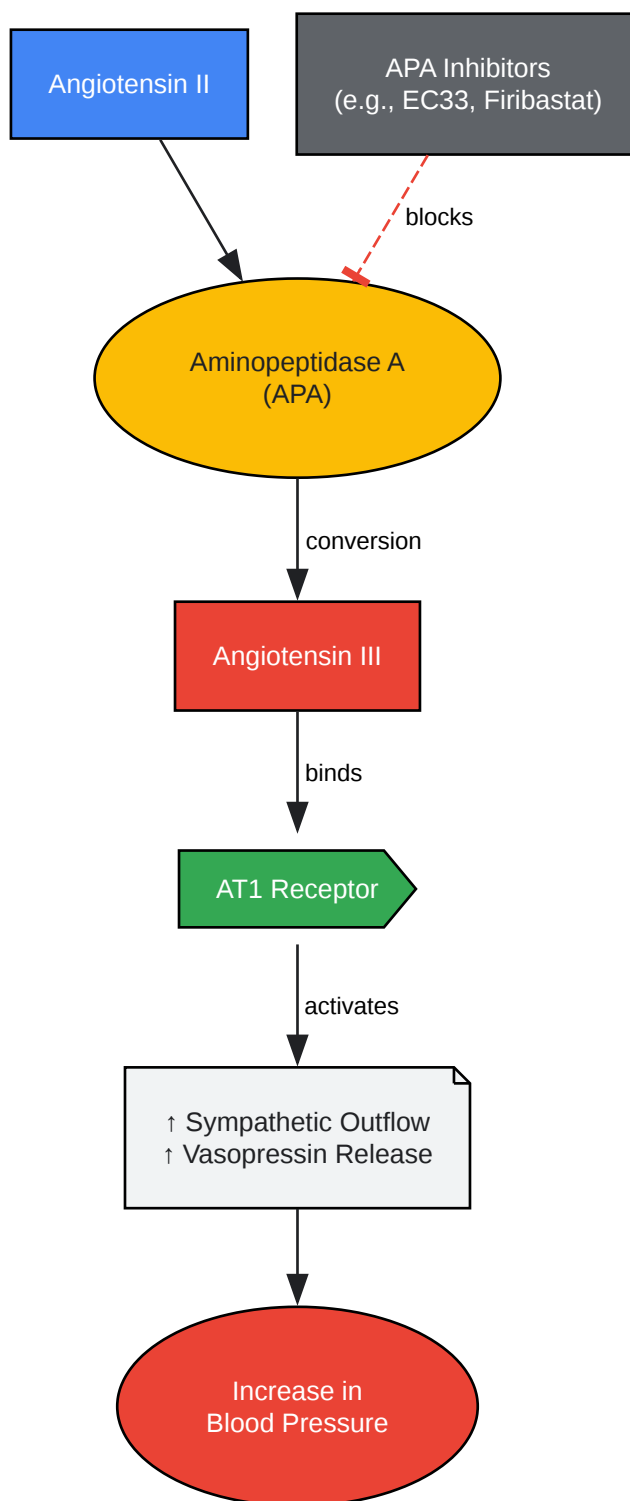 Angiotensin II
APA Inhibitors
(e.g., EC33, Firibastat)
blocks
Aminopeptidase A
(APA)
conversion
Angiotensin III
binds
AT1 Receptor
activates
↑ Sympathetic Outflow
↑ Vasopressin Release
Increase in
Blood Pressure